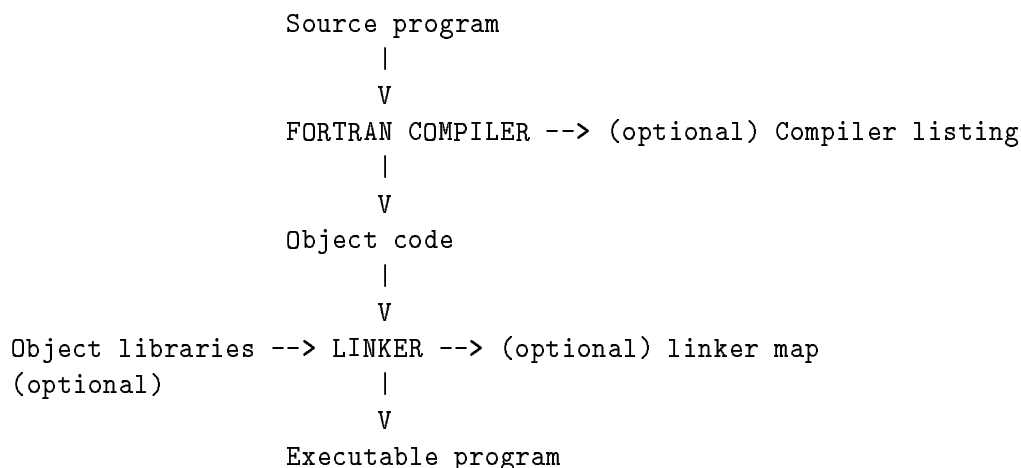 Source program
|
V
FORTRAN COMPILER --> (optional) Compiler listing
|
V
Object code
|
V
Object libraries --> LINKER --> (optional) linker map
(optional) |
V
Executable program